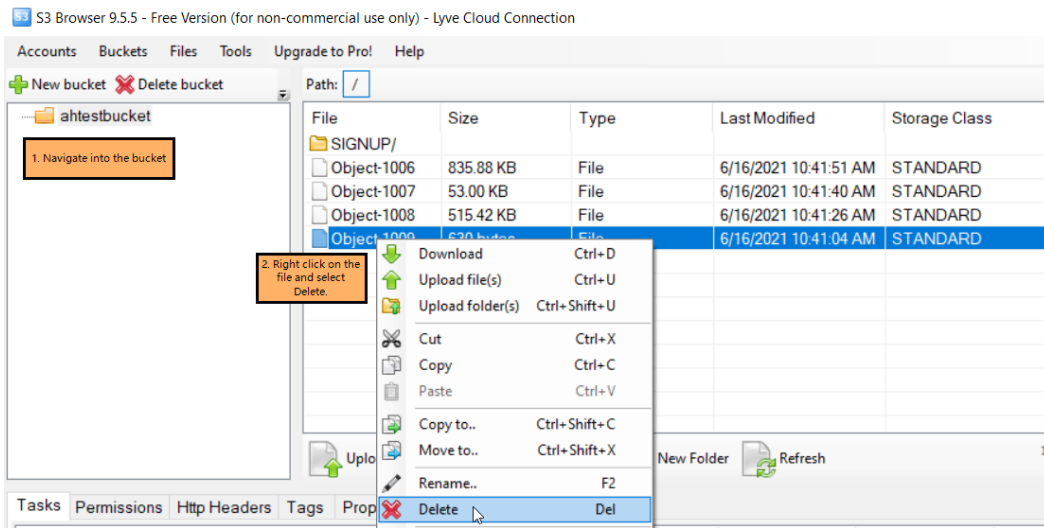 S3 Browser 9.5.5 - Free Version (for non-commercial use only) - Lyve Cloud Connection
Accounts Buckets Files Tools Upgrade to Pro! Help
New bucket Delete bucket Path: /
ahtestbucket
1. Navigate into the bucket
File Size Type Last Modified Storage Class
SIGNUP/
Object-1006 835.88 KB File 6/16/2021 10:41:51 AM STANDARD
Object-1007 53.00 KB File 6/16/2021 10:41:40 AM STANDARD
Object-1008 515.42 KB File 6/16/2021 10:41:26 AM STANDARD
Object-1009 630 bytes File 6/16/2021 10:41:04 AM STANDARD
2. Right click on the
file and select
Delete.
Download Ctrl+D
Upload file(s) Ctrl+U
Upload folder(s) Ctrl+Shift+U
Cut Ctrl+X
Copy Ctrl+C
Paste Ctrl+V
Copy to.. Ctrl+Shift+C
Move to.. Ctrl+Shift+X
Rename.. F2
Delete Del
Uplo New Folder Refresh
Tasks Permissions Http Headers Tags Prop